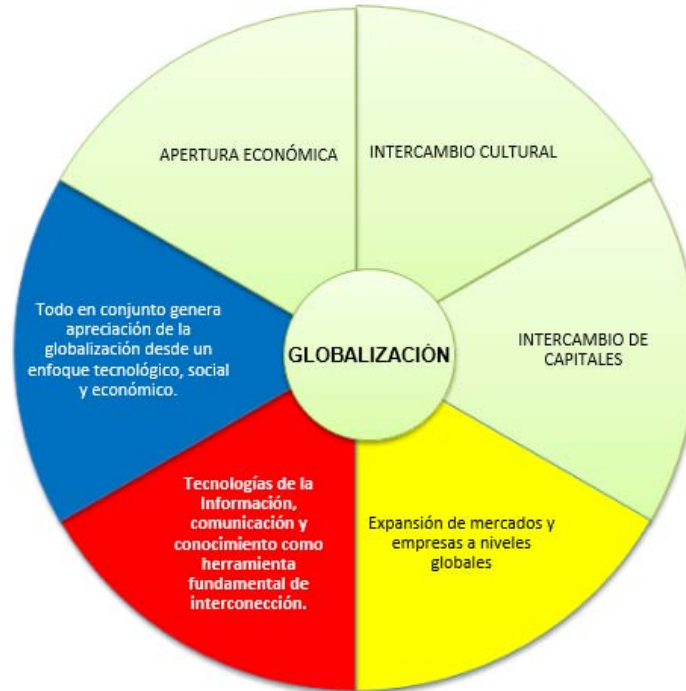 APERTURA ECONÓMICA
INTERCAMBIO CULTURAL
INTERCAMBIO DE
CAPITALES
Expansión de mercados y
empresas a niveles
globales
Tecnologías de la
Información,
comunicación y
conocimiento como
herramienta
fundamental de
interconección.
Todo en conjunto genera
apreciación de la
globalización desde un
enfoque tecnológico, social
y económico.
GLOBALIZACIÓN